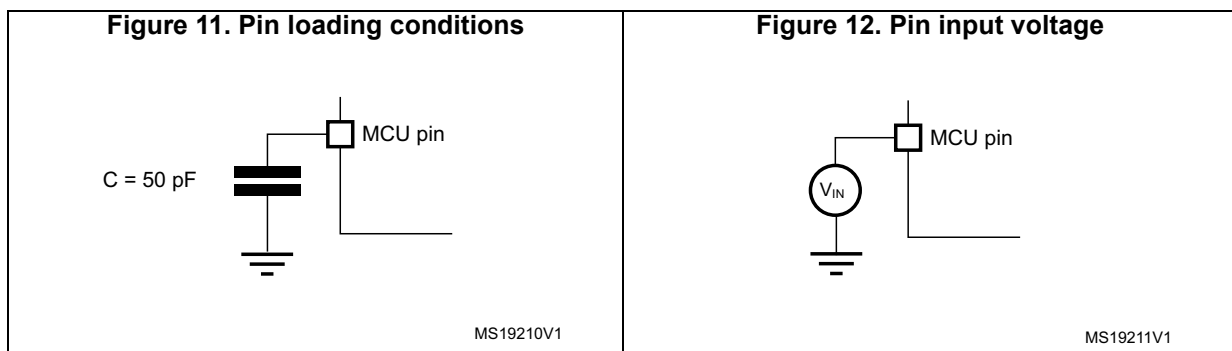 Figure 11. Pin loading conditions
MCU pin
C = 50 pF
MS19210V1
Figure 12. Pin input voltage
MCU pin
VIN
MS19211V1